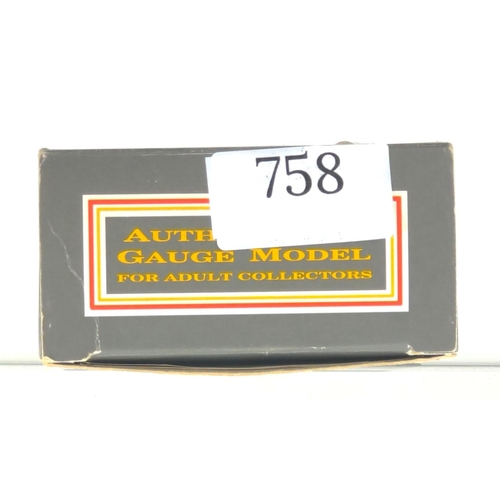 758
AUTH
GAUGE MODEL
FOR ADULT COLLECTORS